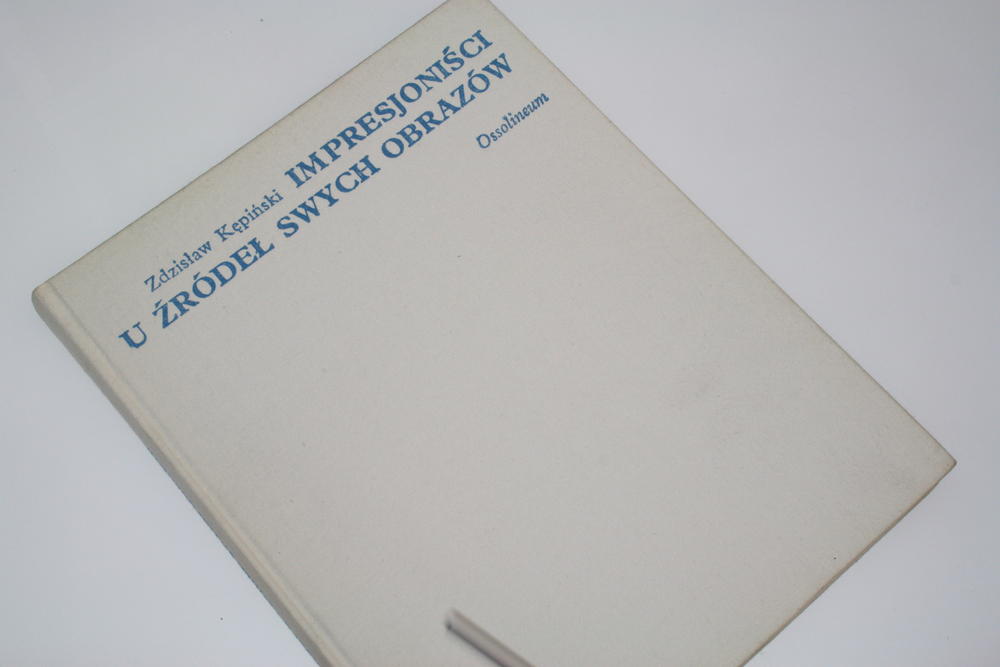 Zdzisław Kępiński IMPRESJONIŚCI
U ŹRÓDEŁ SWYCH OBRAZÓW
Ossolineum